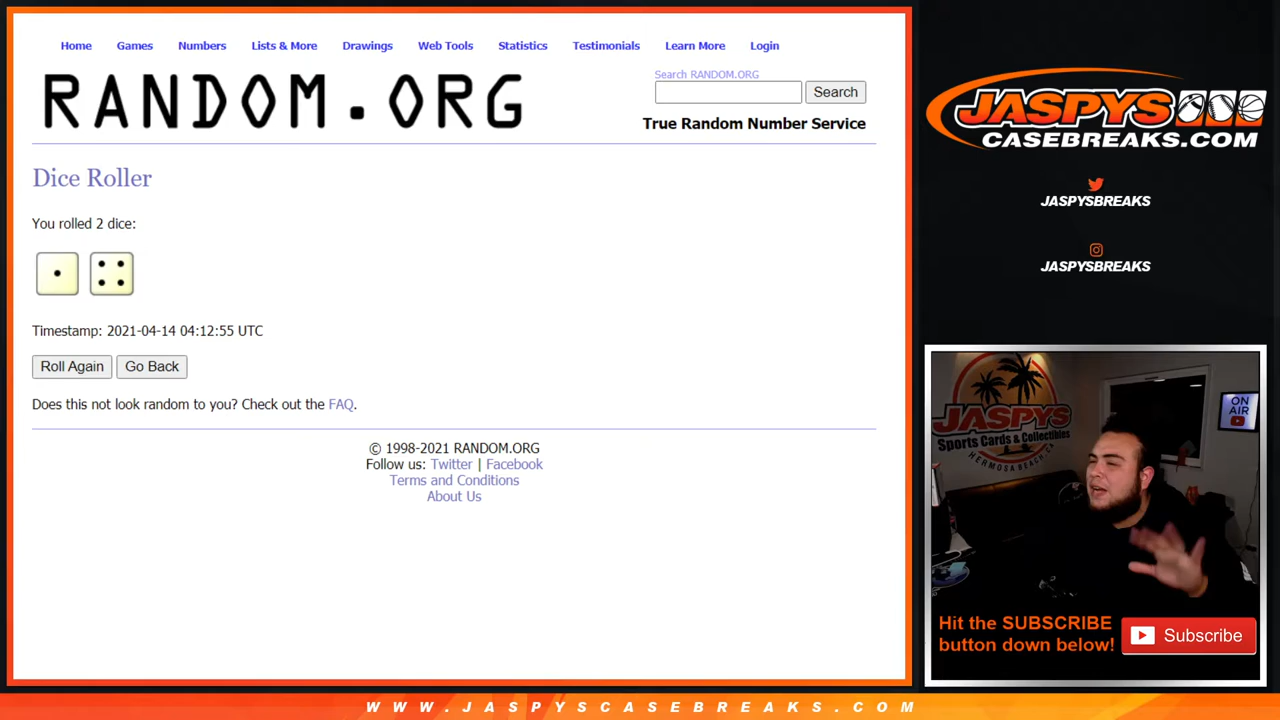 Home Games Numbers Lists & More Drawings Web Tools Statistics Testimonials Learn More Login
RANDOM.ORG
Search RANDOM.ORG
Search
True Random Number Service
Dice Roller
You rolled 2 dice:
Timestamp: 2021-04-14 04:12:55 UTC
Roll Again Go Back
Does this not look random to you? Check out the FAQ.
© 1998-2021 RANDOM.ORG
Follow us: Twitter | Facebook
Terms and Conditions
About Us
JASPYS
CASEBREAKS.COM
JASPYSBREAKS
JASPYSBREAKS
JASPYS
Sports Cards & Collectibles
HERMOSA BEACH, CA
ON
AIR
Hit the SUBSCRIBE
button down below!
Subscribe
WWW.JASPYSCASEBREAKS.COM